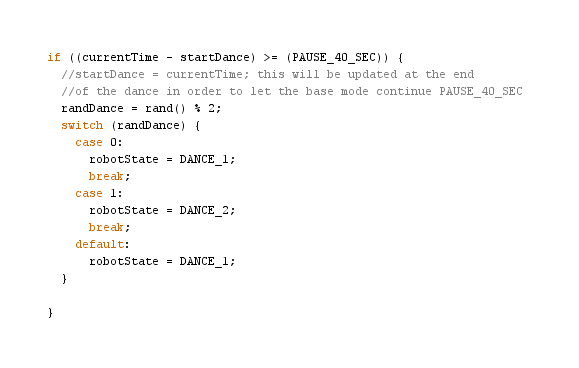 if ((currentTime - startDance) >= (PAUSE_40_SEC)) {
  //startDance = currentTime; this will be updated at the end
  //of the dance in order to let the base mode continue PAUSE_40_SEC
  randDance = rand() % 2;
  switch (randDance) {
    case 0:
      robotState = DANCE_1;
      break;
    case 1:
      robotState = DANCE_2;
      break;
    default:
      robotState = DANCE_1;
  }
}